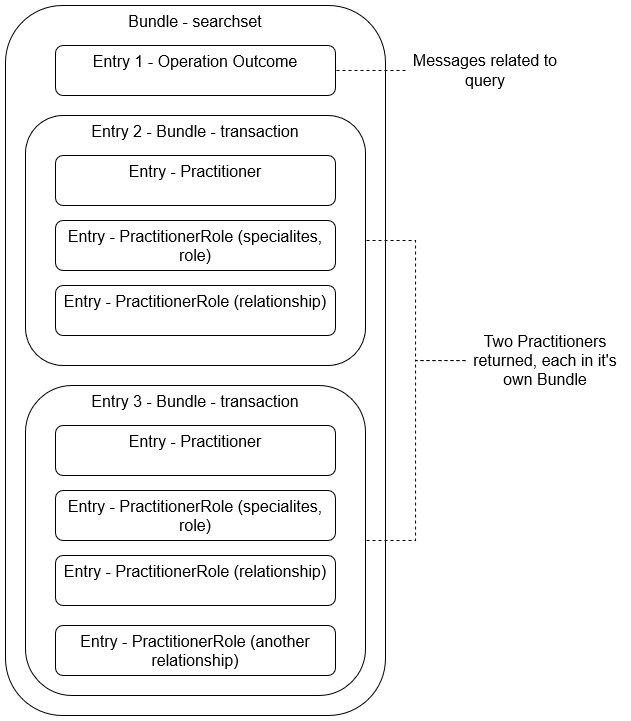 Bundle - searchset
Entry 1 - Operation Outcome
Messages related to
query
Entry 2 - Bundle - transaction
Entry - Practitioner
Entry - PractitionerRole (specialites,
role)
Entry - PractitionerRole (relationship)
Two Practitioners
returned, each in it's
own Bundle
Entry 3 - Bundle - transaction
Entry - Practitioner
Entry - PractitionerRole (specialites,
role)
Entry - PractitionerRole (relationship)
Entry - PractitionerRole (another
relationship)